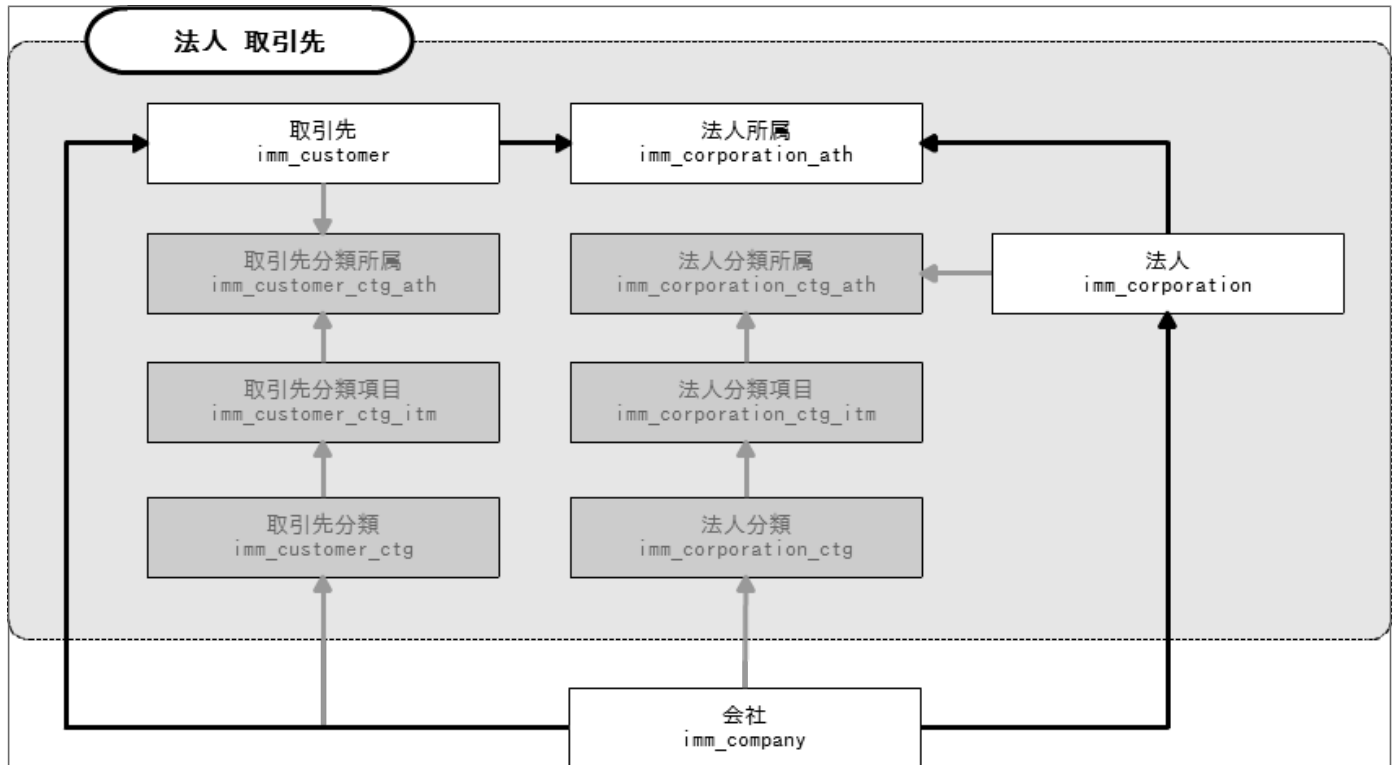 法人 取引先
取引先
imm_customer
法人所属
imm_corporation_ath
取引先分類所属
imm_customer_ctg_ath
法人分類所属
imm_corporation_ctg_ath
法人
imm_corporation
取引先分類項目
imm_customer_ctg_itm
法人分類項目
imm_corporation_ctg_itm
取引先分類
imm_customer_ctg
法人分類
imm_corporation_ctg
会社
imm_company